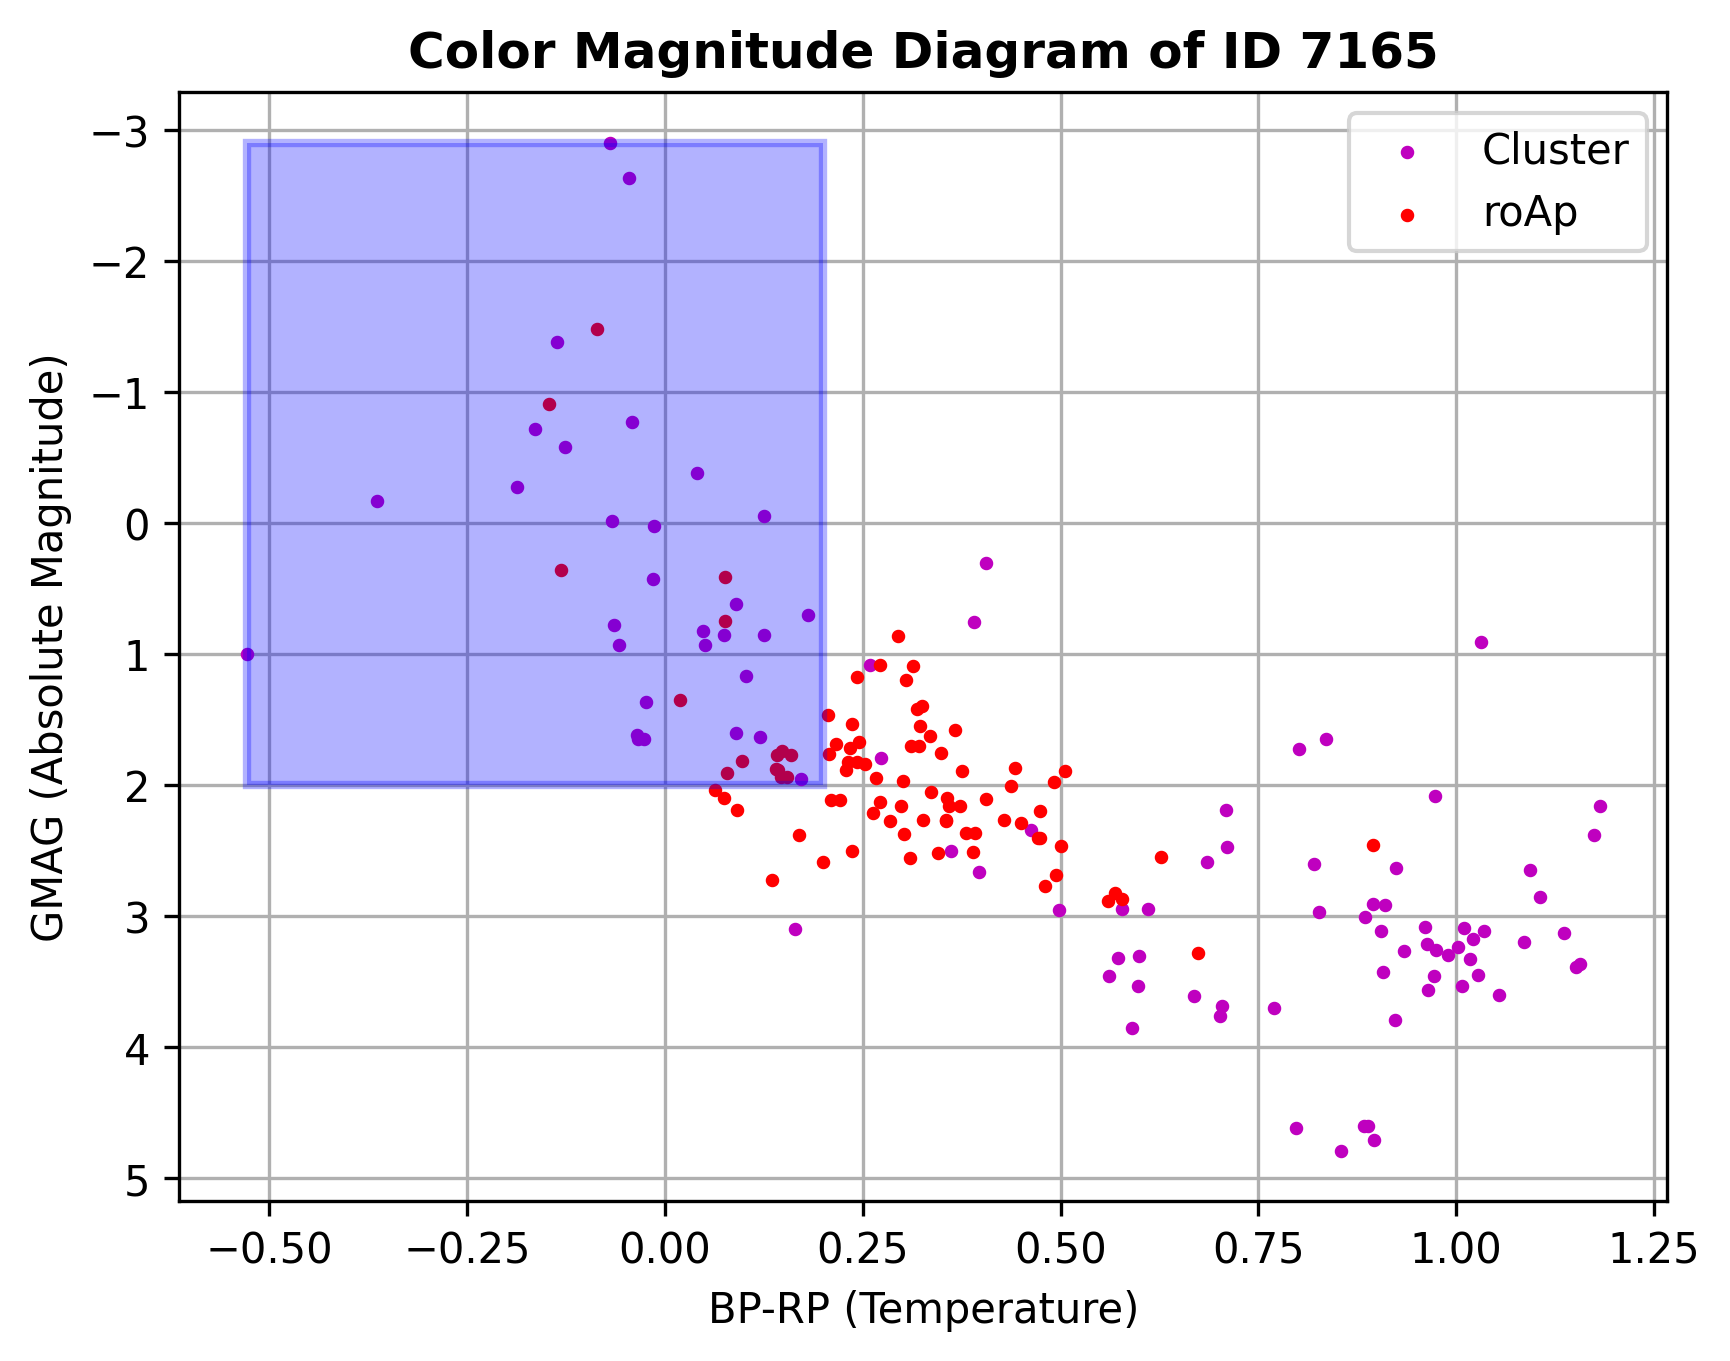 Color Magnitude Diagram of ID 7165
Cluster
roAp
GMAG (Absolute Magnitude)
−3
−2
−1
0
1
2
3
4
5
−0.50 −0.25 0.00 0.25 0.50 0.75 1.00 1.25
BP-RP (Temperature)